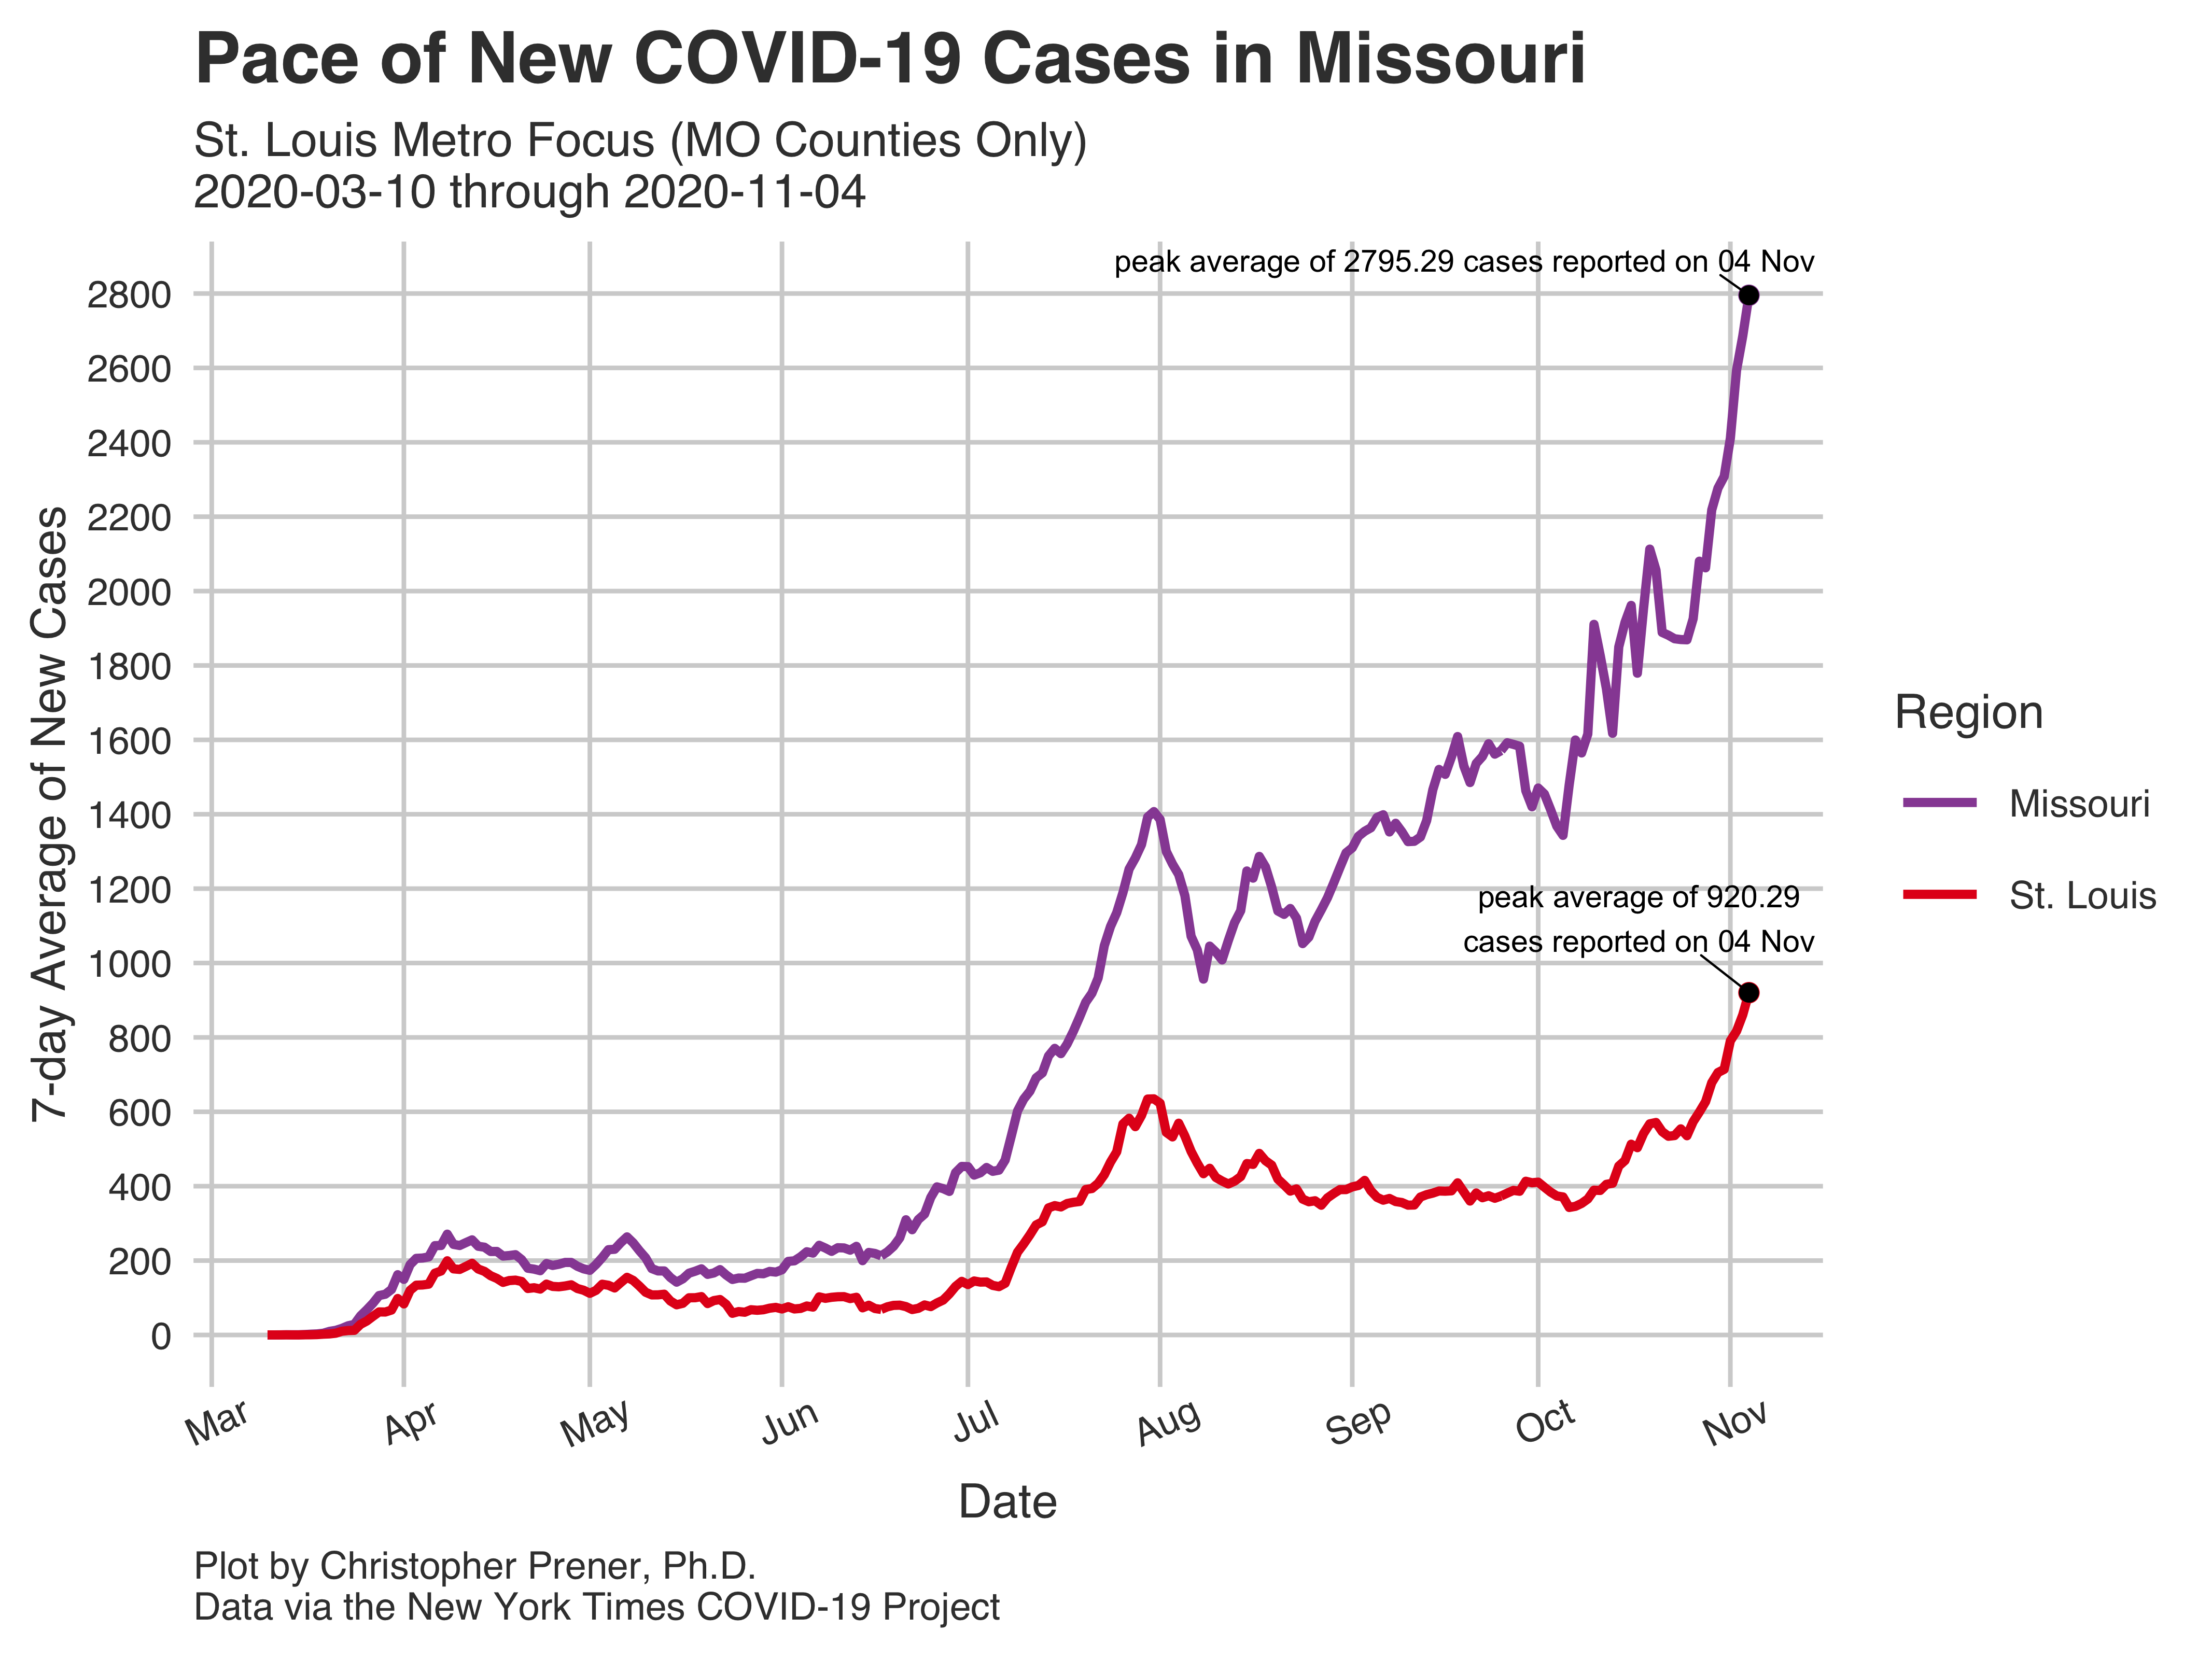 Pace of New COVID-19 Cases in Missouri
St. Louis Metro Focus (MO Counties Only)
2020-03-10 through 2020-11-04
peak average of 2795.29 cases reported on 04 Nov
2800
2600
2400
2200
2000
1800
1600
1400
1200
1000
800
600
400
200
0
7-day Average of New Cases
peak average of 920.29
cases reported on 04 Nov
Region
Missouri
St. Louis
Mar
Apr
May
Jun
Jul
Aug
Sep
Oct
Nov
Date
Plot by Christopher Prener, Ph.D.
Data via the New York Times COVID-19 Project